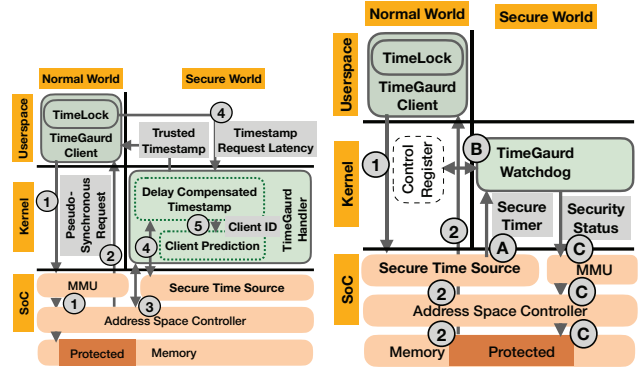 Normal World
Secure World
Userspace
TimeLock
TimeGaurd
Client
4
Trusted
Timestamp
Timestamp
Request Latency
Kernel
1
Pseudo-
Synchronous
Request
2
Delay Compensated
Timestamp
5
Client ID
4
Client Prediction
TimeGaurd
Handler
SoC
MMU
Secure Time Source
1
3
Address Space Controller
Protected
Memory
Normal World
Secure World
Userspace
TimeLock
TimeGaurd
Client
Kernel
1
Control
Register
B
TimeGaurd
Watchdog
2
Secure
Timer
Security
Status
A
C
SoC
Secure Time Source
MMU
2
C
Address Space Controller
2
C
Memory
Protected